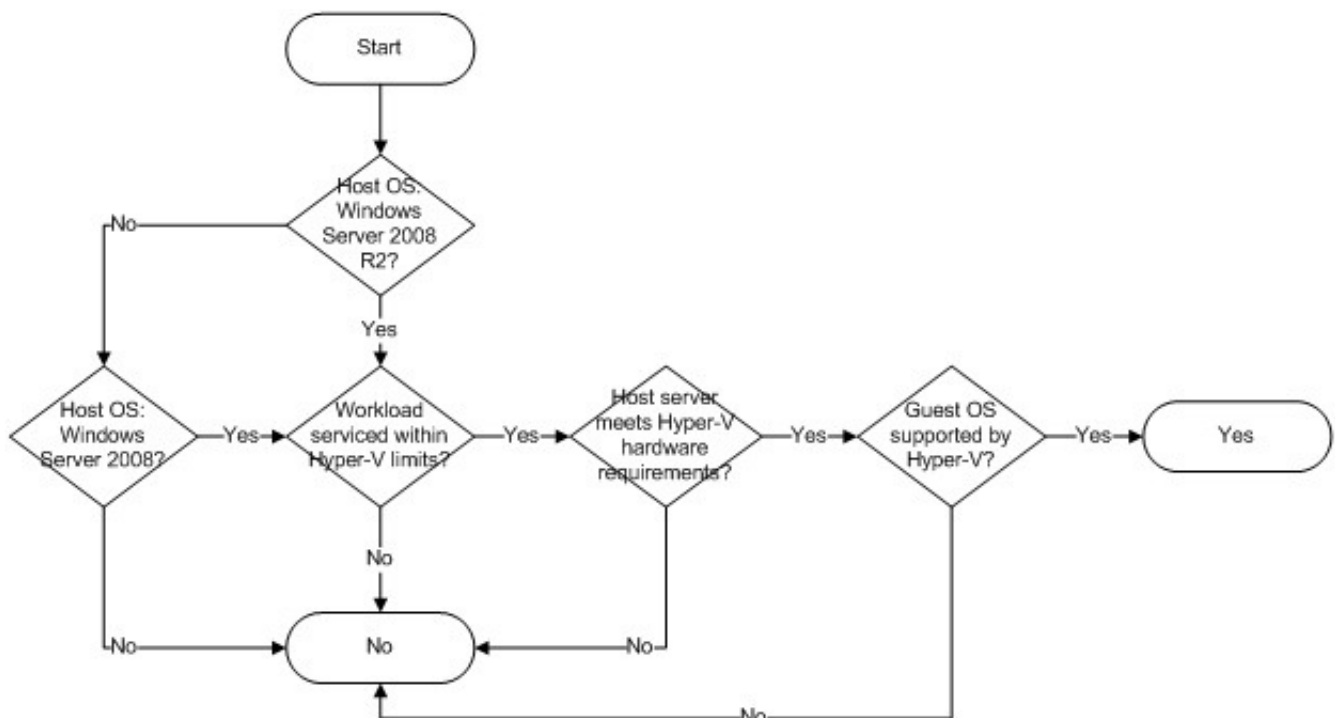 Start
Host OS:
Windows
Server 2008
R2?
No
Yes
Host OS:
Windows
Server 2008?
Yes
Workload
serviced within
Hyper-V limits?
Yes
Host server
meets Hyper-V
hardware
requirements?
Yes
Guest OS
supported by
Hyper-V?
Yes
Yes
No
No
No
No
No